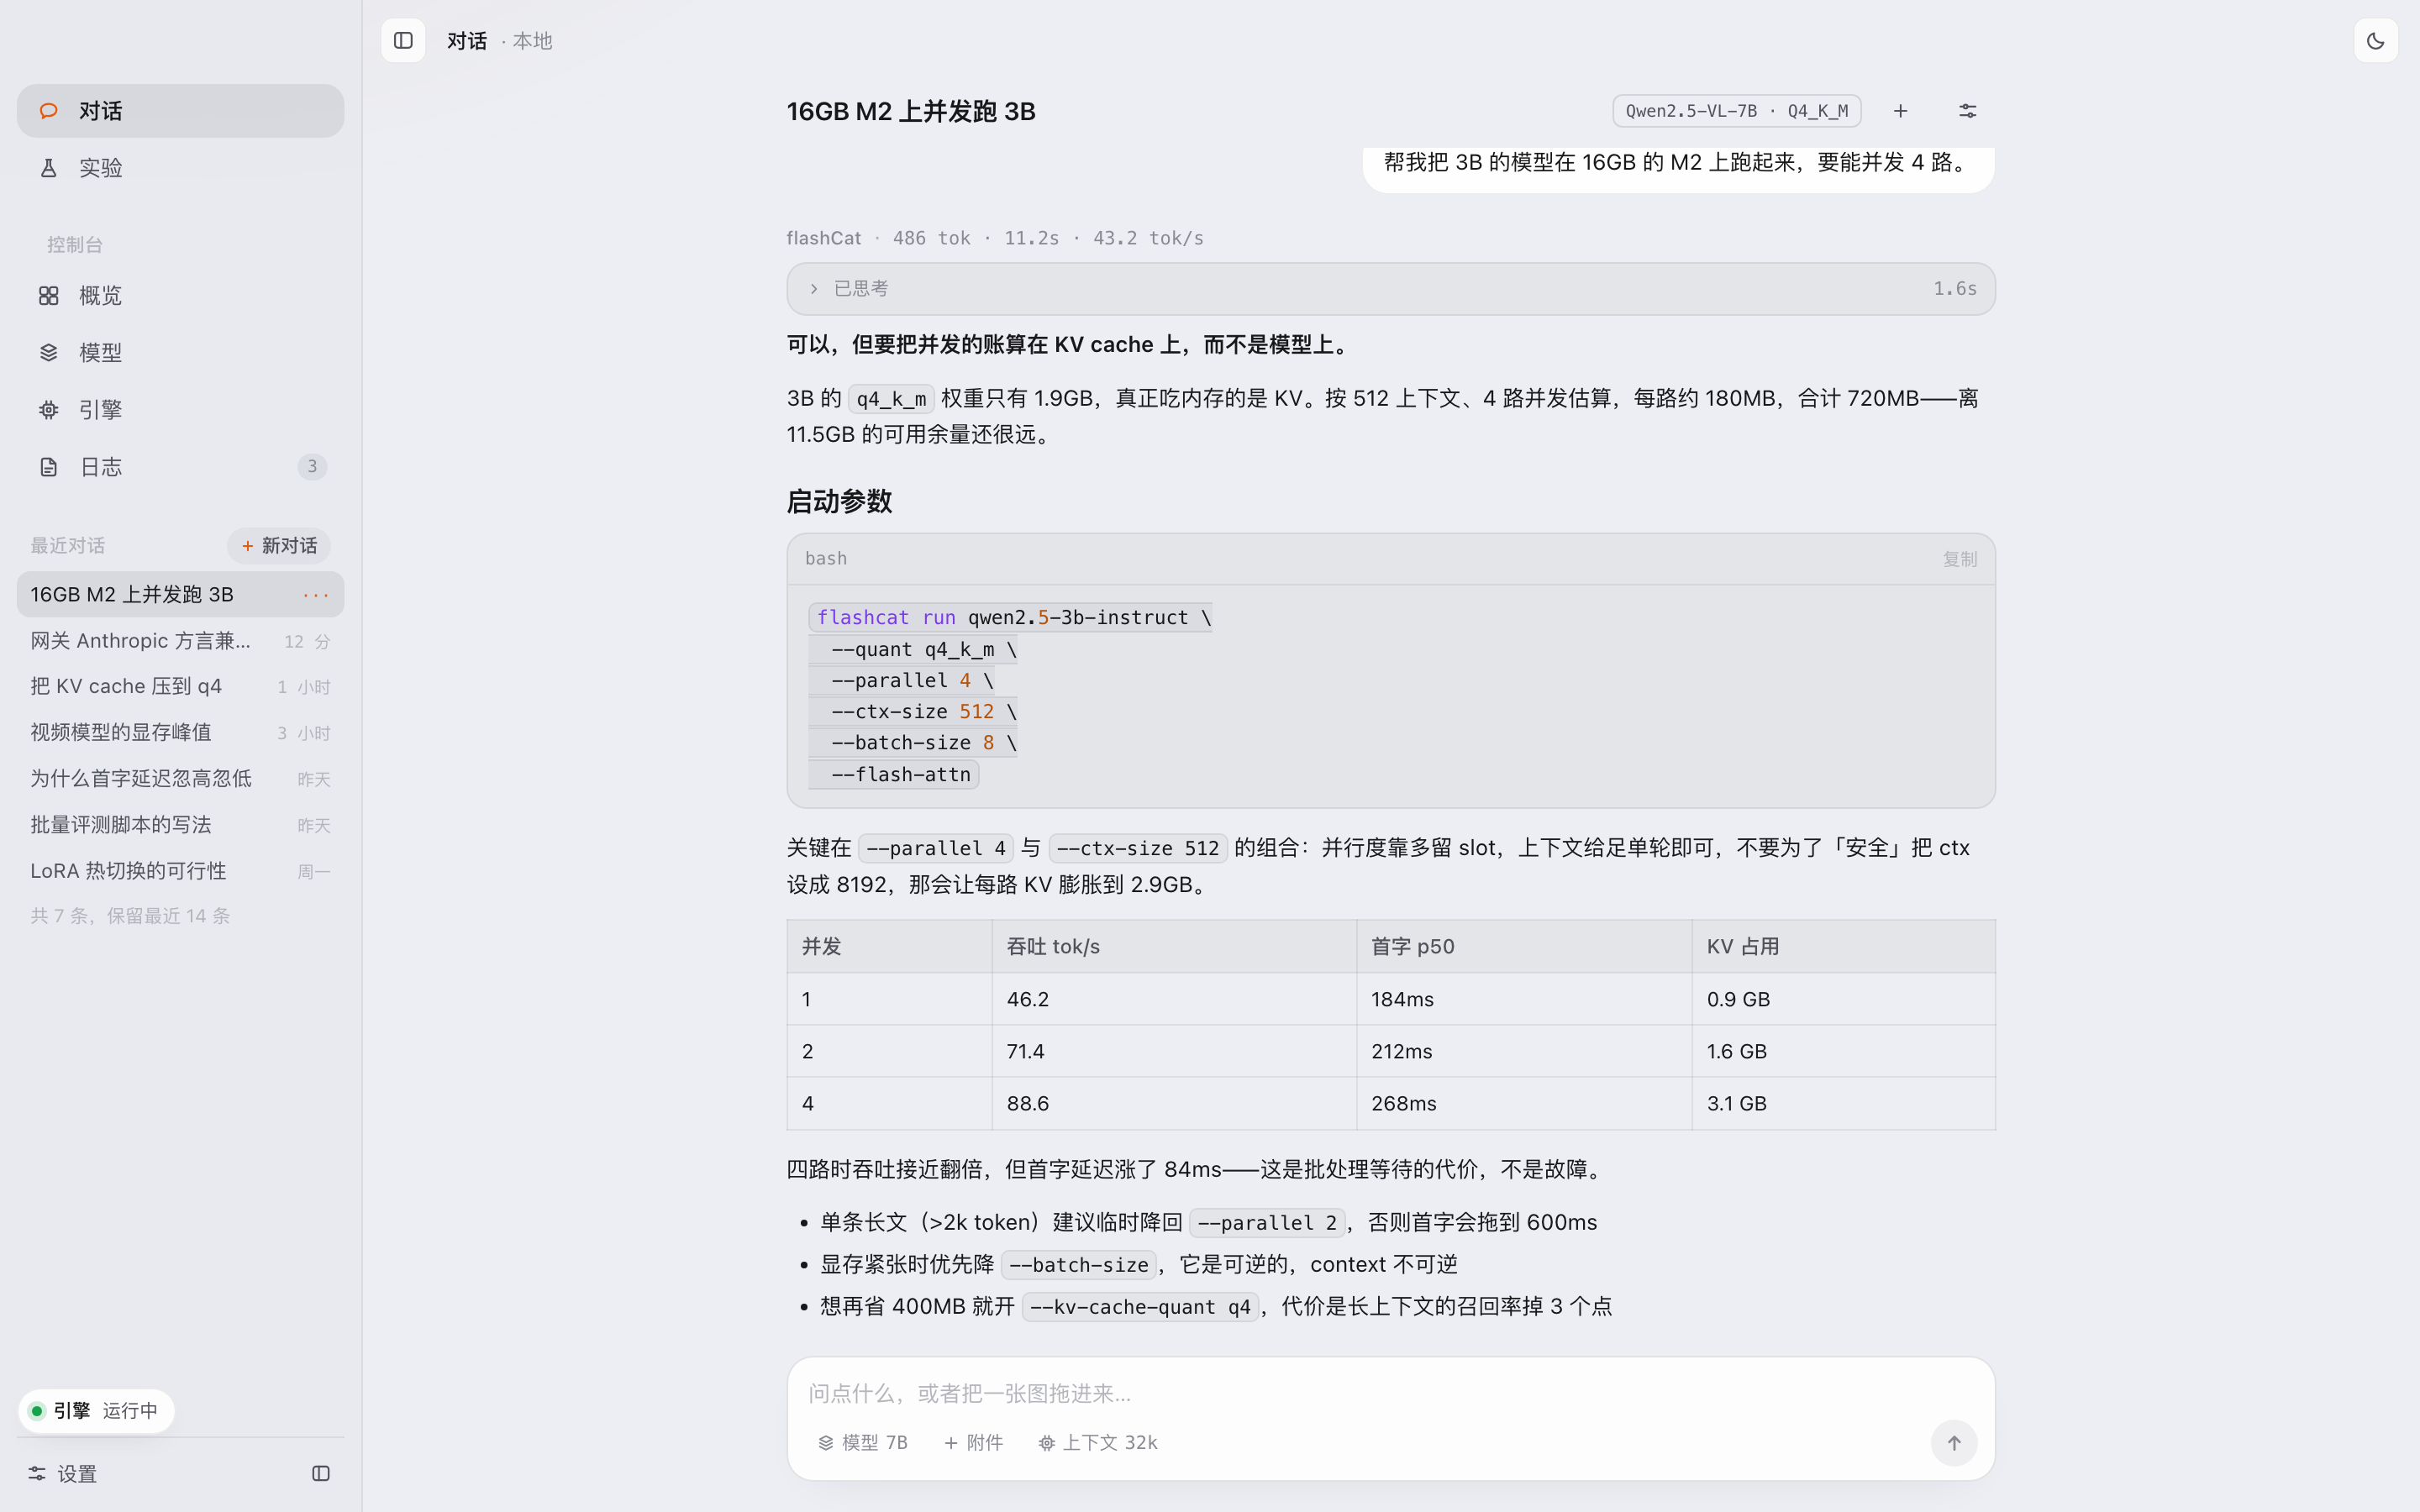 对话
实验
控制台
概览
模型
引擎
日志 3
最近对话 + 新对话
16GB M2 上并发跑 3B ···
网关 Anthropic 方言兼... 12 分
把 KV cache 压到 q4 1 小时
视频模型的显存峰值 3 小时
为什么首字延迟忽高忽低 昨天
批量评测脚本的写法 昨天
LoRA 热切换的可行性 周一
共 7 条，保留最近 14 条
引擎 运行中
设置
对话 · 本地
16GB M2 上并发跑 3B
Qwen2.5-VL-7B · Q4_K_M
帮我把 3B 的模型在 16GB 的 M2 上跑起来，要能并发 4 路。
flashCat · 486 tok · 11.2s · 43.2 tok/s
已思考 1.6s
可以，但要把并发的账算在 KV cache 上，而不是模型上。
3B 的 q4_k_m 权重只有 1.9GB，真正吃内存的是 KV。按 512 上下文、4 路并发估算，每路约 180MB，合计 720MB——离
11.5GB 的可用余量还很远。
启动参数
bash 复制
flashcat run qwen2.5-3b-instruct \
--quant q4_k_m \
--parallel 4 \
--ctx-size 512 \
--batch-size 8 \
--flash-attn
关键在 --parallel 4 与 --ctx-size 512 的组合：并行度靠多留 slot，上下文给足单轮即可，不要为了「安全」把 ctx
设成 8192，那会让每路 KV 膨胀到 2.9GB。
并发 吞吐 tok/s 首字 p50 KV 占用
1 46.2 184ms 0.9 GB
2 71.4 212ms 1.6 GB
4 88.6 268ms 3.1 GB
四路时吞吐接近翻倍，但首字延迟涨了 84ms——这是批处理等待的代价，不是故障。
• 单条长文（>2k token）建议临时降回 --parallel 2，否则首字会拖到 600ms
• 显存紧张时优先降 --batch-size，它是可逆的，context 不可逆
• 想再省 400MB 就开 --kv-cache-quant q4，代价是长上下文的召回率掉 3 个点
问点什么，或者把一张图拖进来...
模型 7B + 附件 上下文 32k